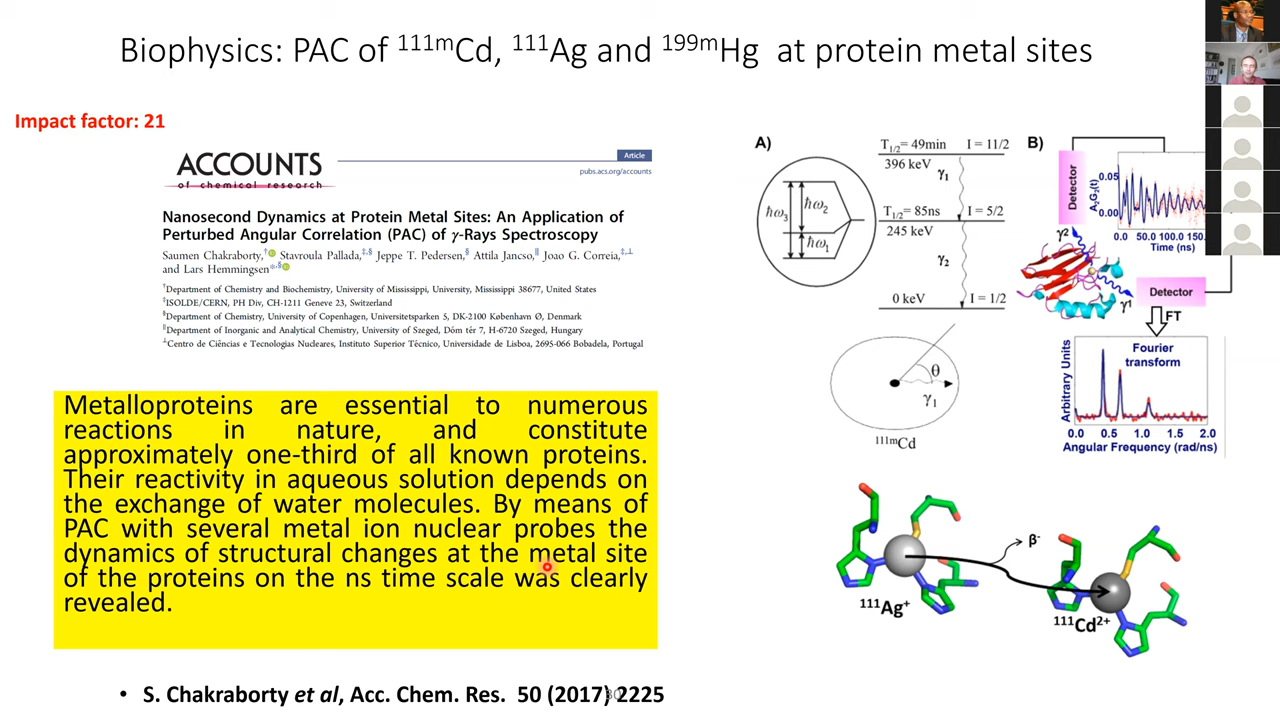 Biophysics: PAC of 111mCd, 111Ag and 199mHg at protein metal sites
Impact factor: 21
ACCOUNTS
of chemical research
Article
pubs.acs.org/accounts
Nanosecond Dynamics at Protein Metal Sites: An Application of
Perturbed Angular Correlation (PAC) of γ-Rays Spectroscopy
Saumen Chakraborty,† Stavroula Pallada,‡,§ Jeppe T. Pedersen,§ Attila Jancso,∥ Joao G. Correia,‡,⊥
and Lars Hemmingsen*,§
†Department of Chemistry and Biochemistry, University of Mississippi, University, Mississippi 38677, United States
‡ISOLDE/CERN, PH Div, CH-1211 Geneve 23, Switzerland
§Department of Chemistry, University of Copenhagen, Universitetsparken 5, DK-2100 København Ø, Denmark
∥Department of Inorganic and Analytical Chemistry, University of Szeged, Dóm tér 7, H-6720 Szeged, Hungary
⊥Centro de Ciências e Tecnologias Nucleares, Instituto Superior Técnico, Universidade de Lisboa, 2695-066 Bobadela, Portugal
Metalloproteins are essential to numerous
reactions in nature, and constitute
approximately one-third of all known proteins.
Their reactivity in aqueous solution depends on
the exchange of water molecules. By means of
PAC with several metal ion nuclear probes the
dynamics of structural changes at the metal site
of the proteins on the ns time scale was clearly
revealed.
• S. Chakraborty et al, Acc. Chem. Res. 50 (2017) 2225
A)
T1/2= 49min I = 11/2
396 keV
γ1
ħω3
ħω2
ħω1
T1/2= 85ns I = 5/2
245 keV
γ2
0 keV I = 1/2
θ
γ1
111mCd
B)
Detector
A2G2(t)
0.05
0.00
0.0 50.0 100.0 150.0
Time (ns)
γ2
γ1
Detector
FT
Fourier
transform
Arbitrary Units
0.0 0.5 1.0 1.5 2.0
Angular Frequency (rad/ns)
β-
111Ag+
111Cd2+